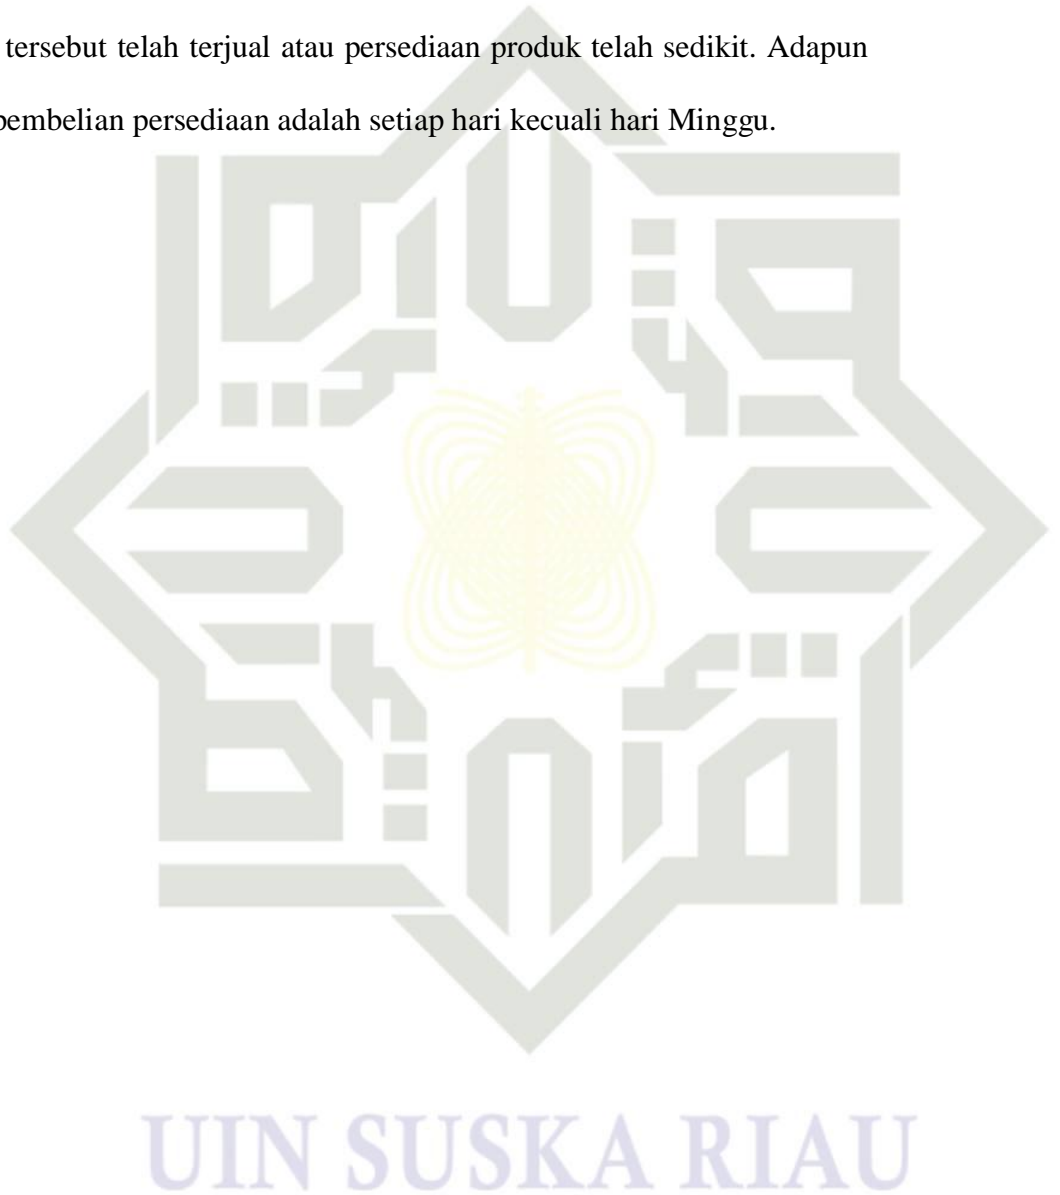 tersebut telah terjual atau persediaan produk telah sedikit. Adapun
pembelian persediaan adalah setiap hari kecuali hari Minggu.
UIN SUSKA RIAU